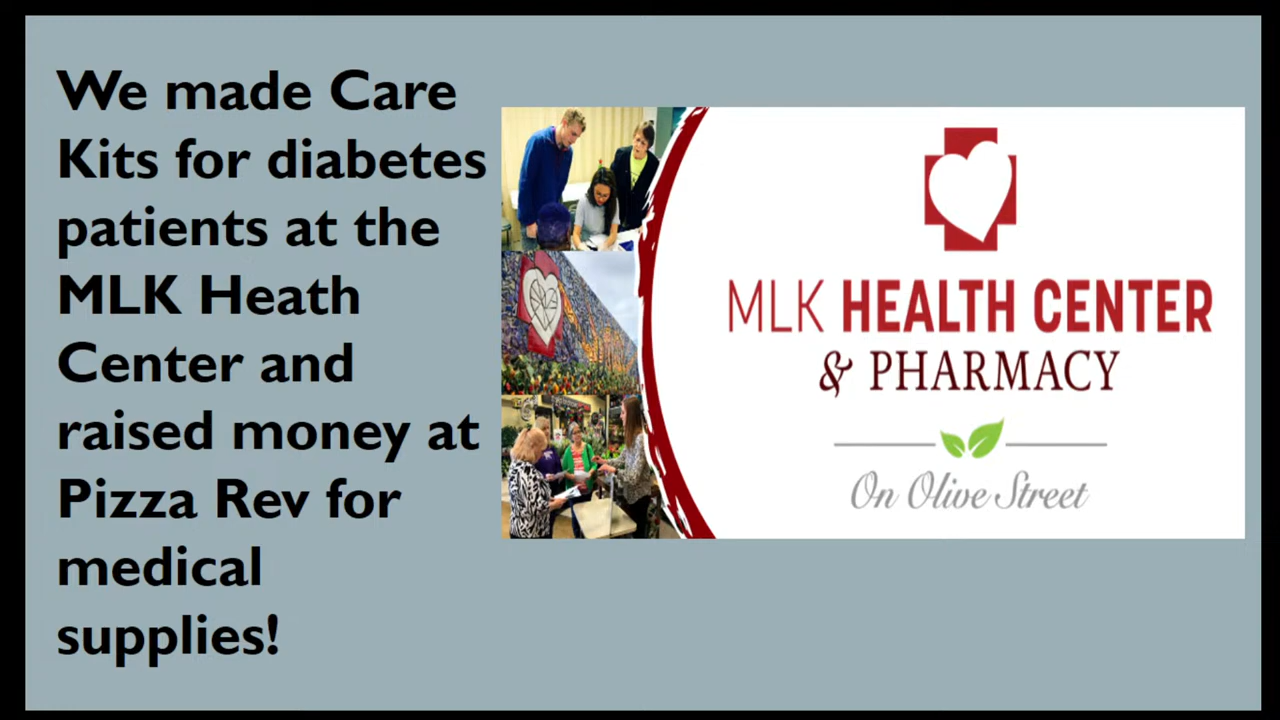 We made Care
Kits for diabetes
patients at the
MLK Heath
Center and
raised money at
Pizza Rev for
medical
supplies!
MLK HEALTH CENTER
& PHARMACY
On Olive Street